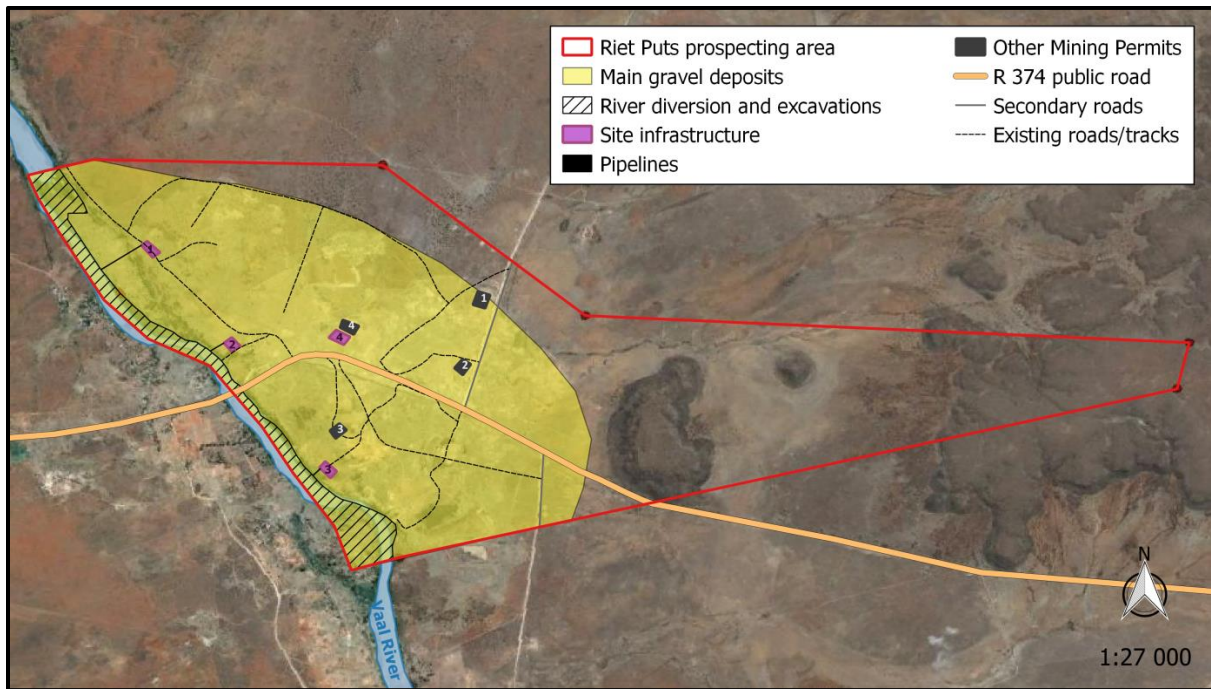 Riet Puts prospecting area
Main gravel deposits
River diversion and excavations
Site infrastructure
Pipelines
Other Mining Permits
R 374 public road
Secondary roads
Existing roads/tracks
1
1
4
4
2
2
3
3
Vaal River
N
1:27 000